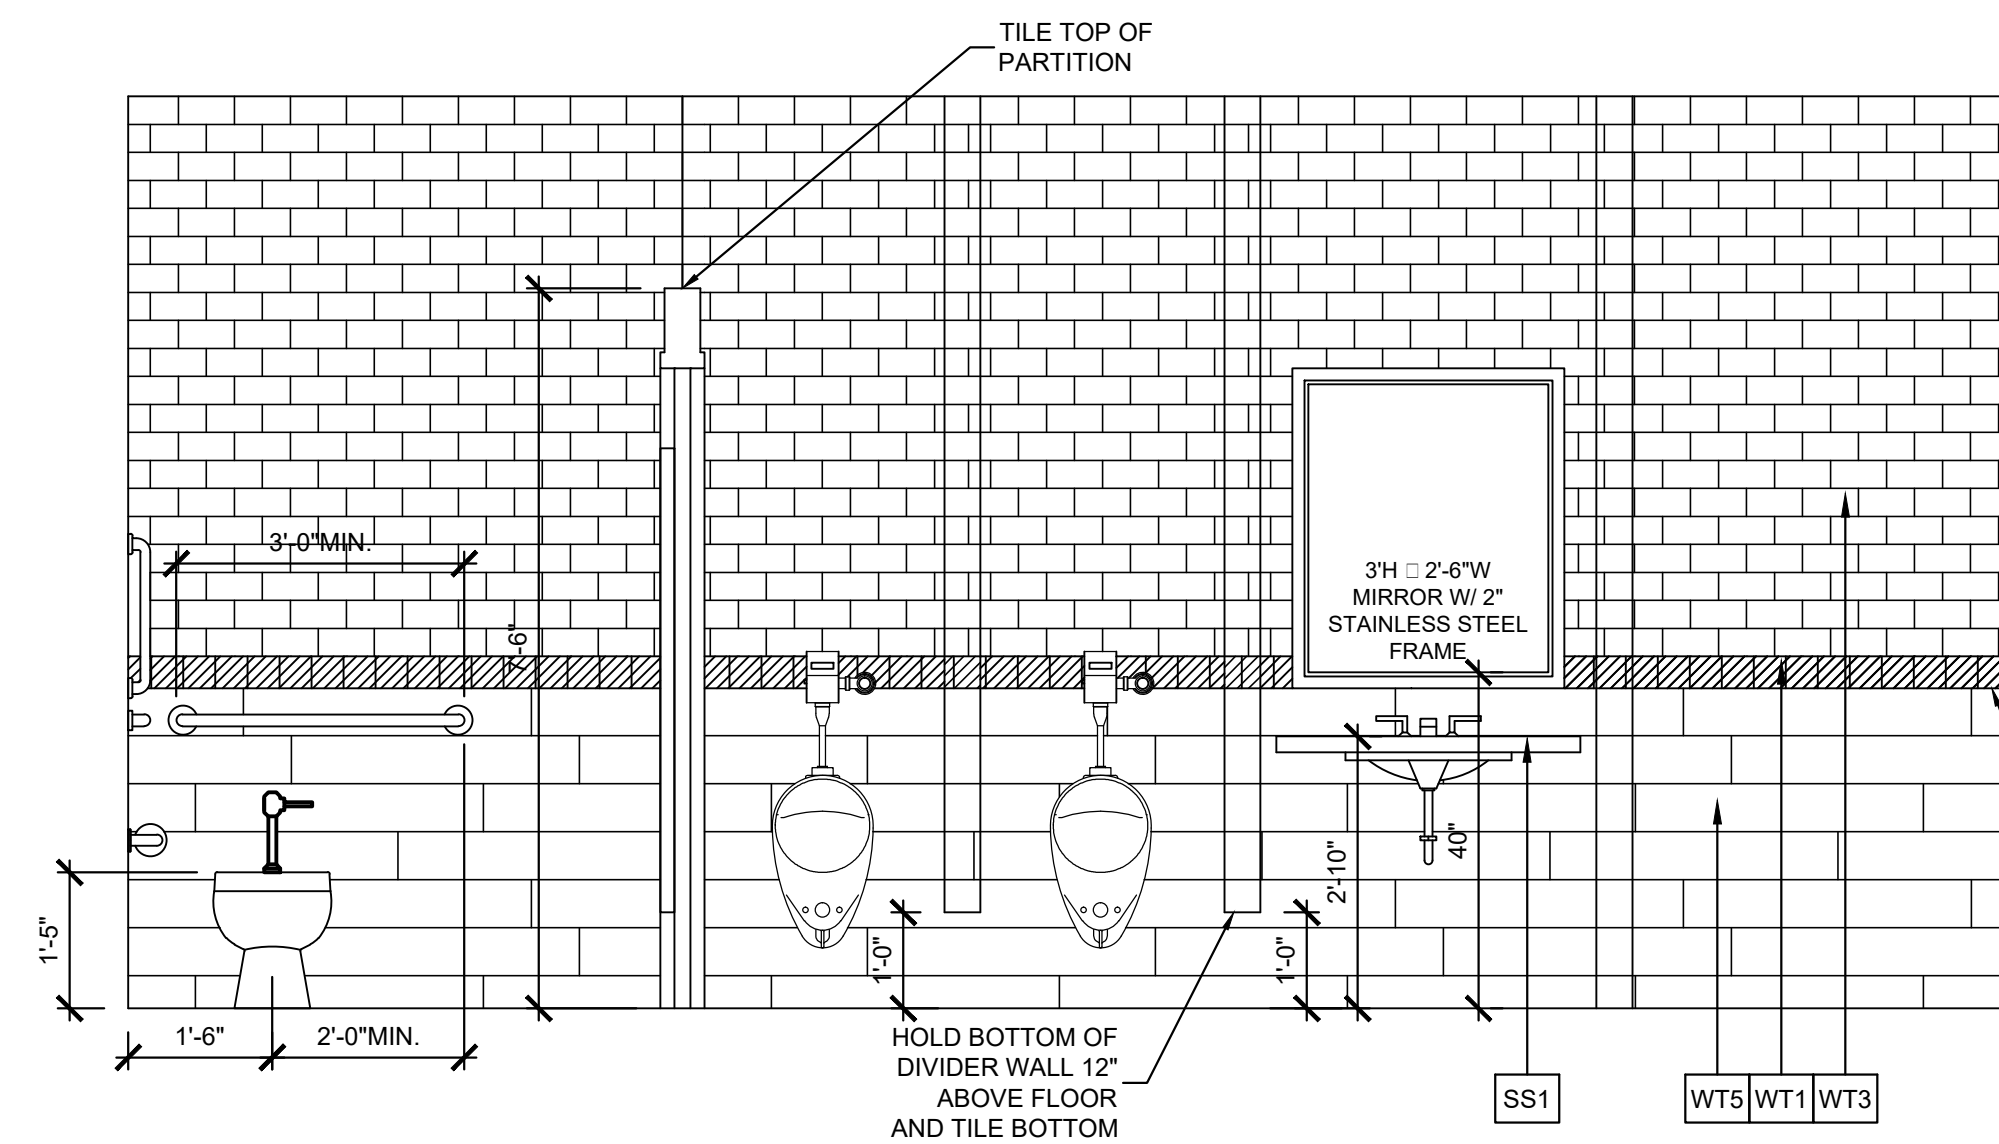 TILE TOP OF
PARTITION
3'-0"MIN.
7'-6"
3'H □ 2'-6"W
MIRROR W/ 2"
STAINLESS STEEL
FRAME
1'-5"
1'-6"
2'-0"MIN.
1'-0"
1'-0"
2'-10"
40"
HOLD BOTTOM OF
DIVIDER WALL 12"
ABOVE FLOOR
AND TILE BOTTOM
SS1
WT5
WT1
WT3